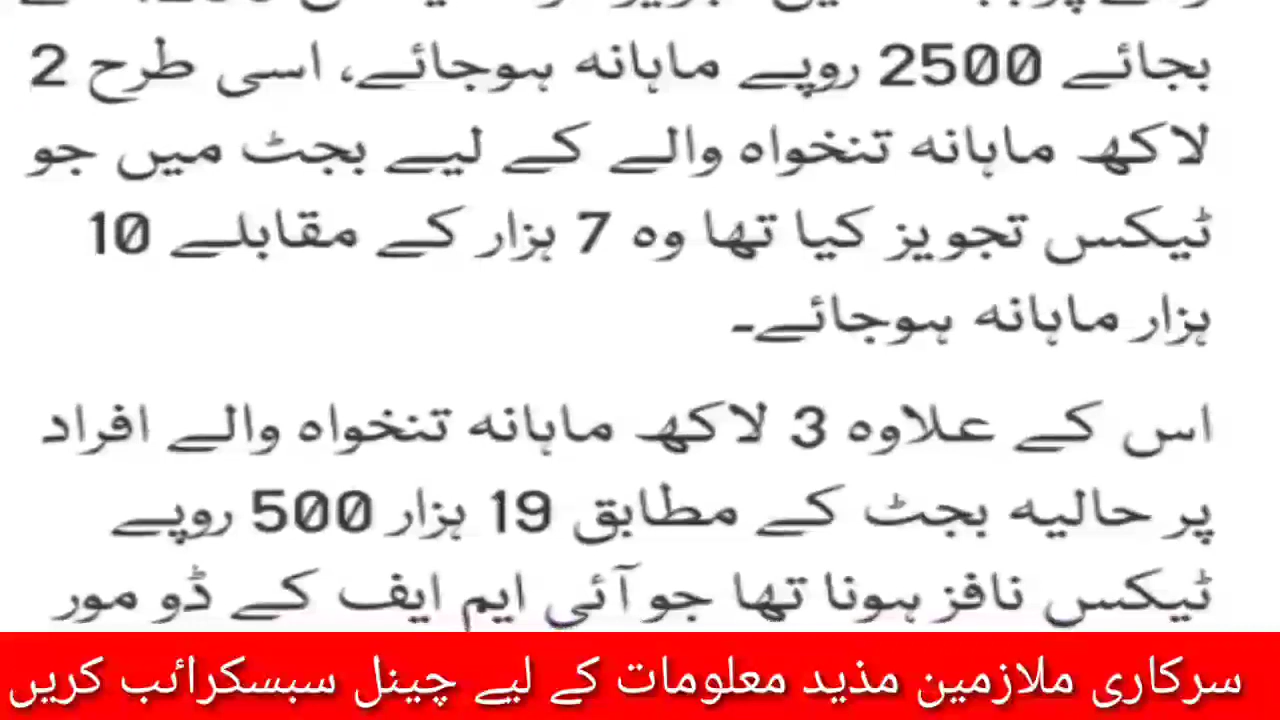 بجائے 2500 روپے ماہانہ ہوجائے، اسی طرح 2
لاکھ ماہانہ تنخواہ والے کے لیے بجٹ میں جو
ٹیکس تجویز کیا تھا وہ 7 ہزار کے مقابلے 10
ہزار ماہانہ ہوجائے۔
اس کے علاوہ 3 لاکھ ماہانہ تنخواہ والے افراد
پر حالیہ بجٹ کے مطابق 19 ہزار 500 روپے
ٹیکس نافز ہونا تھا جو آئی ایم ایف کے ڈو مور
سرکاری ملازمین مذید معلومات کے لیے چینل سبسکرائب کریں